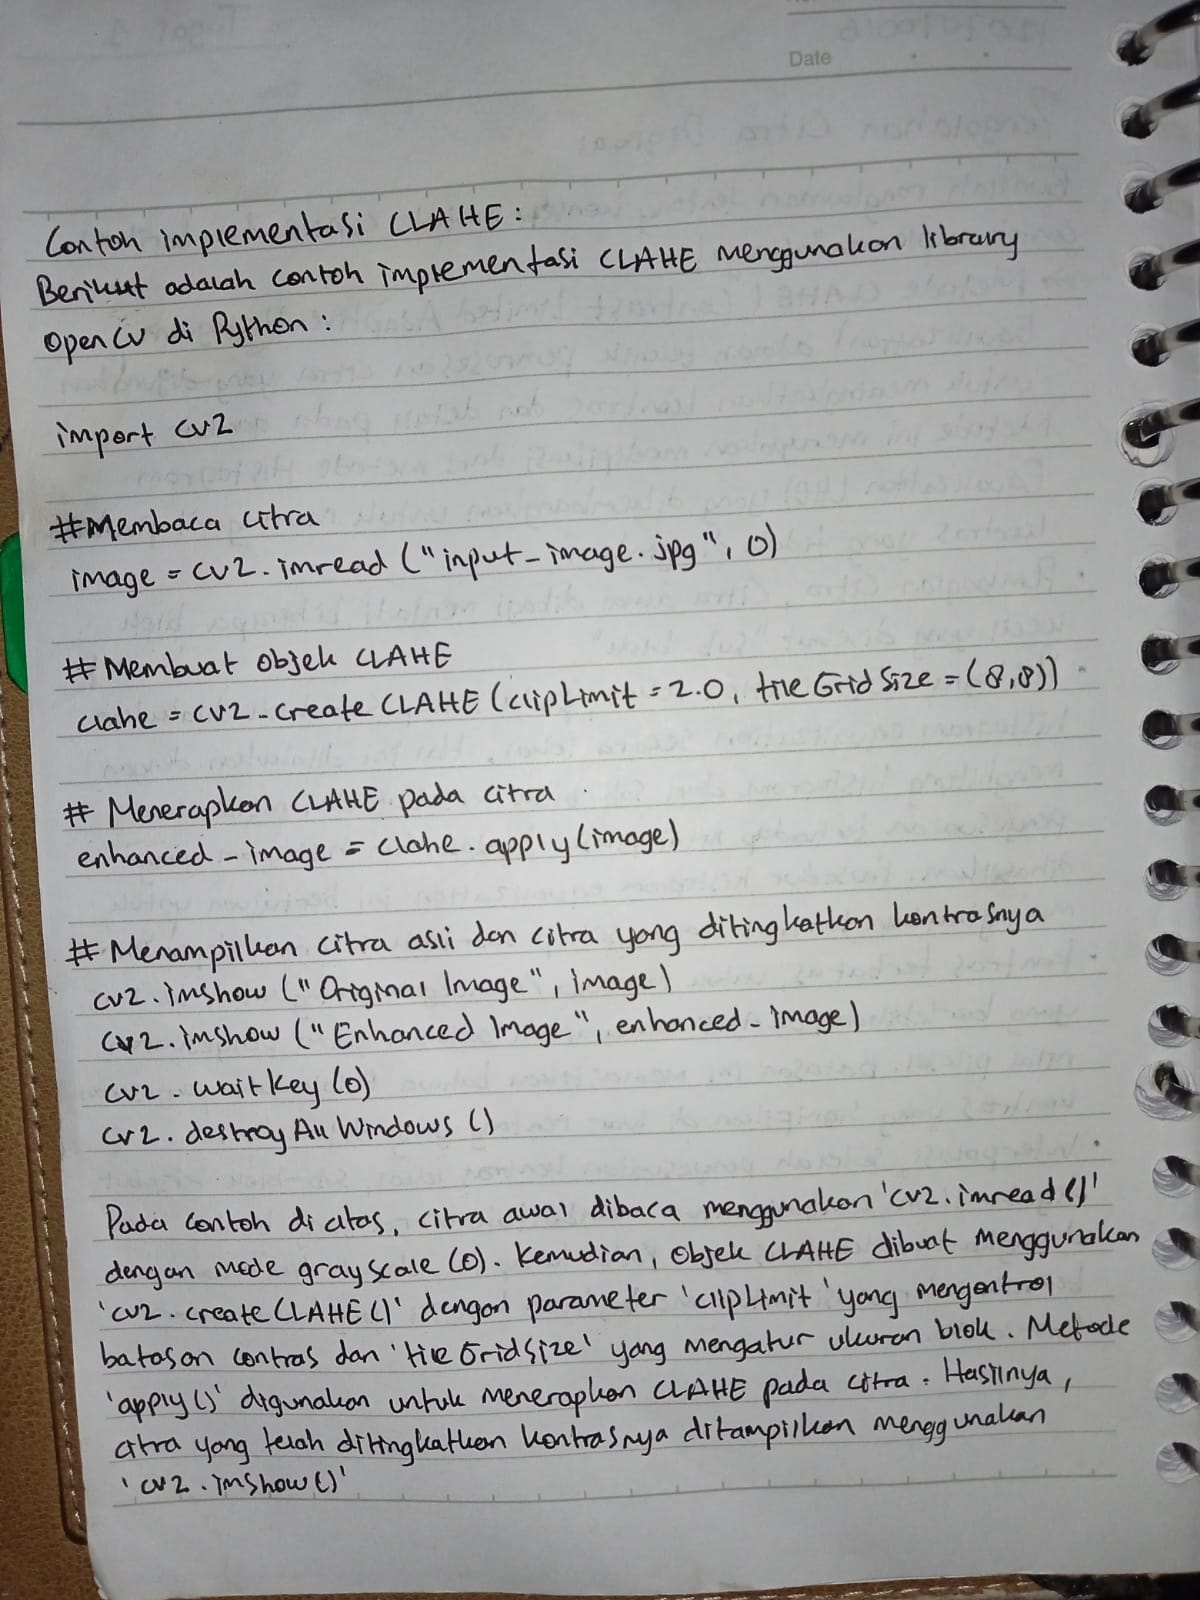 Date
Contoh implementasi CLAHE :
Berikut adalah contoh implementasi CLAHE menggunakan library
OpenCV di Python :
import cv2
#Membaca citra
image = cv2.imread ("input_image.jpg", 0)
# Membuat objek CLAHE
clahe = cv2.createCLAHE (clipLimit = 2.0, tileGridSize = (8,8))
# Menerapkan CLAHE pada citra
enhanced_image = clahe.apply(image)
# Menampilkan citra asli dan citra yang ditingkatkan kontrasnya
cv2.imshow ("Original Image", image)
cv2.imshow ("Enhanced Image", enhanced_image)
cv2.waitKey (0)
cv2.destroyAllWindows ()
Pada contoh di atas, citra awal dibaca menggunakan 'cv2.imread()'
dengan mode grayscale (0). Kemudian, objek CLAHE dibuat menggunakan
'cv2.createCLAHE()' dengan parameter 'clipLimit' yang mengontrol
batasan contras dan 'tileGridSize' yang mengatur ukuran blok. Metode
'apply()' digunakan untuk menerapkan CLAHE pada citra. Hasilnya,
citra yang telah ditingkatkan kontrasnya ditampilkan menggunakan
'cv2.imshow()'